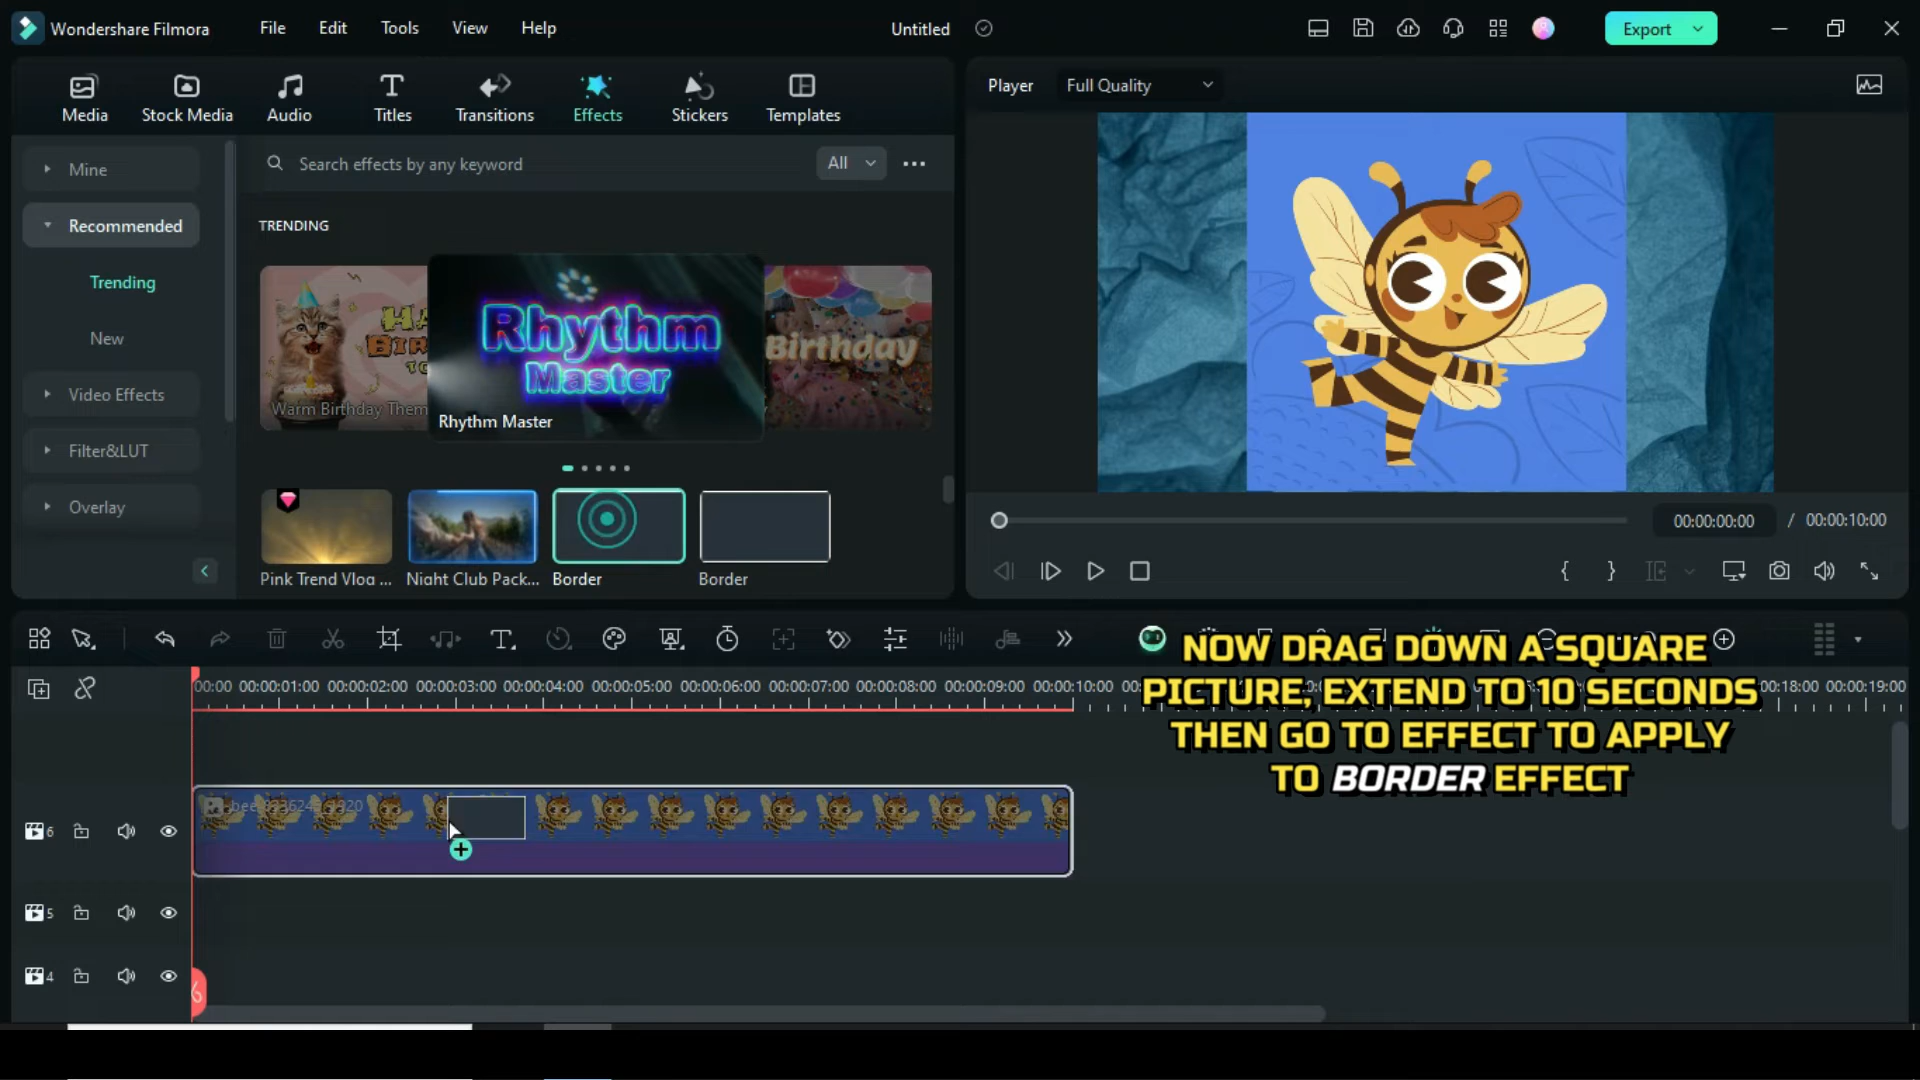 Wondershare Filmora
File
Edit
Tools
View
Help
Untitled
Export
Media
Stock Media
Audio
Titles
Transitions
Effects
Stickers
Templates
Player
Full Quality
Mine
Recommended
Trending
New
Video Effects
Filter&LUT
Overlay
Search effects by any keyword
All
TRENDING
Warm Birthday Them
Rhythm
Master
Rhythm Master
Birthday
Pink Trend Vlog ...
Night Club Pack...
Border
Border
00:00:00:00
/
00:00:10:00
{
}
00:00
00:00:01:00
00:00:02:00
00:00:03:00
00:00:04:00
00:00:05:00
00:00:06:00
00:00:07:00
00:00:08:00
00:00:09:00
00:00:10:00
:00:18:00
00:00:19:00
NOW DRAG DOWN A SQUARE
PICTURE, EXTEND TO 10 SECONDS
THEN GO TO EFFECT TO APPLY
TO BORDER EFFECT
6
5
4